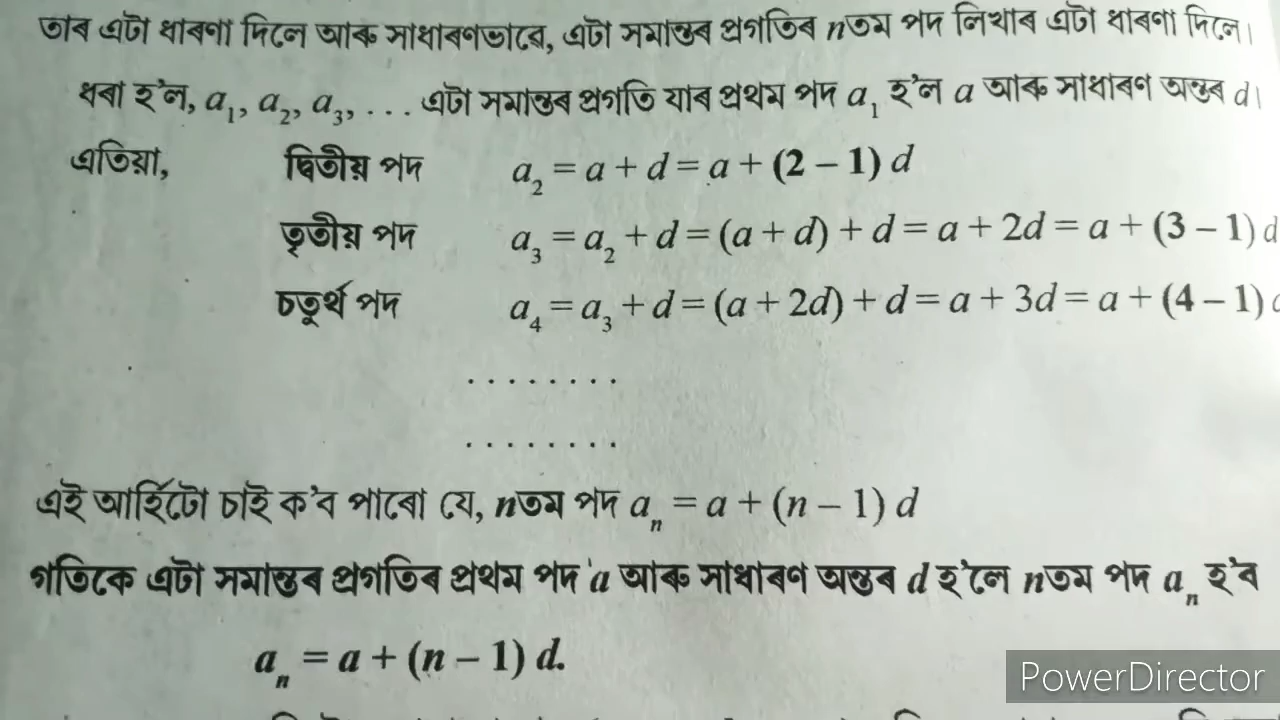 তাৰ এটা ধাৰণা দিলে আৰু সাধাৰণভাৱে, এটা সমান্তৰ প্ৰগতিৰ nতম পদ লিখাৰ এটা ধাৰণা দিলে।
ধৰা হ'ল, a₁, a₂, a₃, . . . এটা সমান্তৰ প্ৰগতি যাৰ প্ৰথম পদ a₁ হ'ল a আৰু সাধাৰণ অন্তৰ d।
এতিয়া, দ্বিতীয় পদ a₂ = a + d = a + (2 – 1) d
তৃতীয় পদ a₃ = a₂ + d = (a + d) + d = a + 2d = a + (3 – 1) d
চতুৰ্থ পদ a₄ = a₃ + d = (a + 2d) + d = a + 3d = a + (4 – 1)
. . . . . . . .
. . . . . . . .
এই আৰ্হিটো চাই ক'ব পাৰো যে, nতম পদ aₙ = a + (n – 1) d
গতিকে এটা সমান্তৰ প্ৰগতিৰ প্ৰথম পদ a আৰু সাধাৰণ অন্তৰ d হ'লে nতম পদ aₙ হ'ব
aₙ = a + (n – 1) d.
PowerDirector